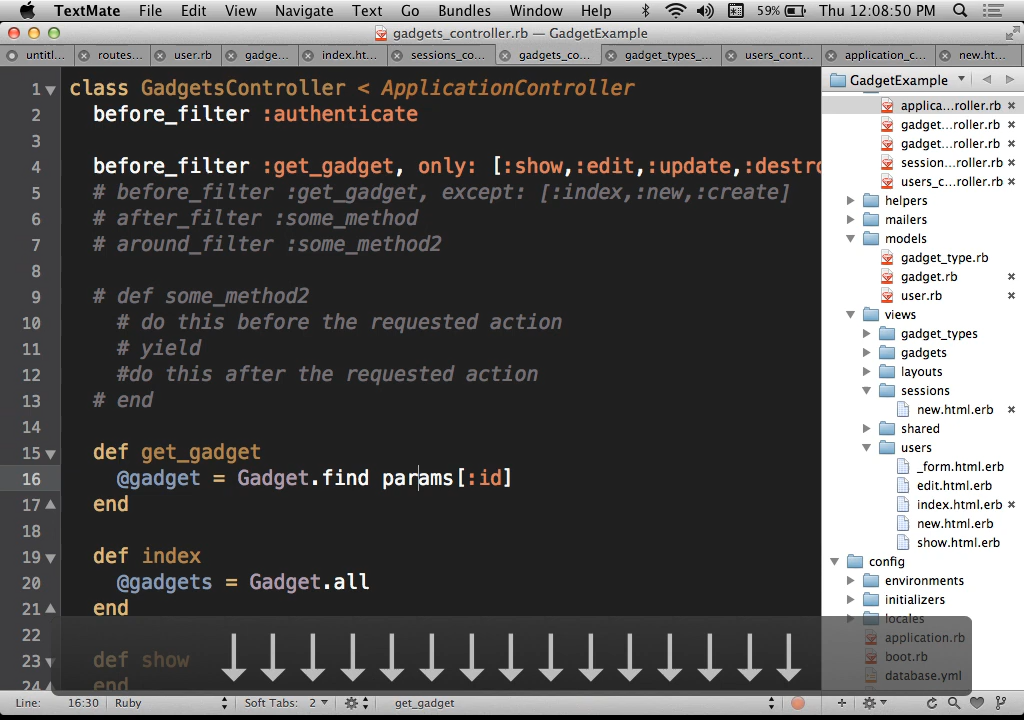 TextMate File Edit View Navigate Text Go Bundles Window Help 59% Thu 12:08:50 PM
gadgets_controller.rb — GadgetExample
untitl... routes... user.rb gadge... index.ht... sessions_co... gadgets_co... gadget_types_... users_cont... application_c... new.ht...
GadgetExample
1 class GadgetsController < ApplicationController
2 before_filter :authenticate
3
4 before_filter :get_gadget, only: [:show,:edit,:update,:destro
5 # before_filter :get_gadget, except: [:index,:new,:create]
6 # after_filter :some_method
7 # around_filter :some_method2
8
9 # def some_method2
10 # do this before the requested action
11 # yield
12 #do this after the requested action
13 # end
14
15 def get_gadget
16 @gadget = Gadget.find params[:id]
17 end
18
19 def index
20 @gadgets = Gadget.all
21 end
22
23 def show
24 end
applica...roller.rb
gadget...roller.rb
gadget...roller.rb
session...roller.rb
users_c...roller.rb
helpers
mailers
models
gadget_type.rb
gadget.rb
user.rb
views
gadget_types
gadgets
layouts
sessions
new.html.erb
shared
users
_form.html.erb
edit.html.erb
index.html.erb
new.html.erb
show.html.erb
config
environments
initializers
locales
application.rb
boot.rb
database.yml
Line: 16:30 Ruby Soft Tabs: 2 get_gadget